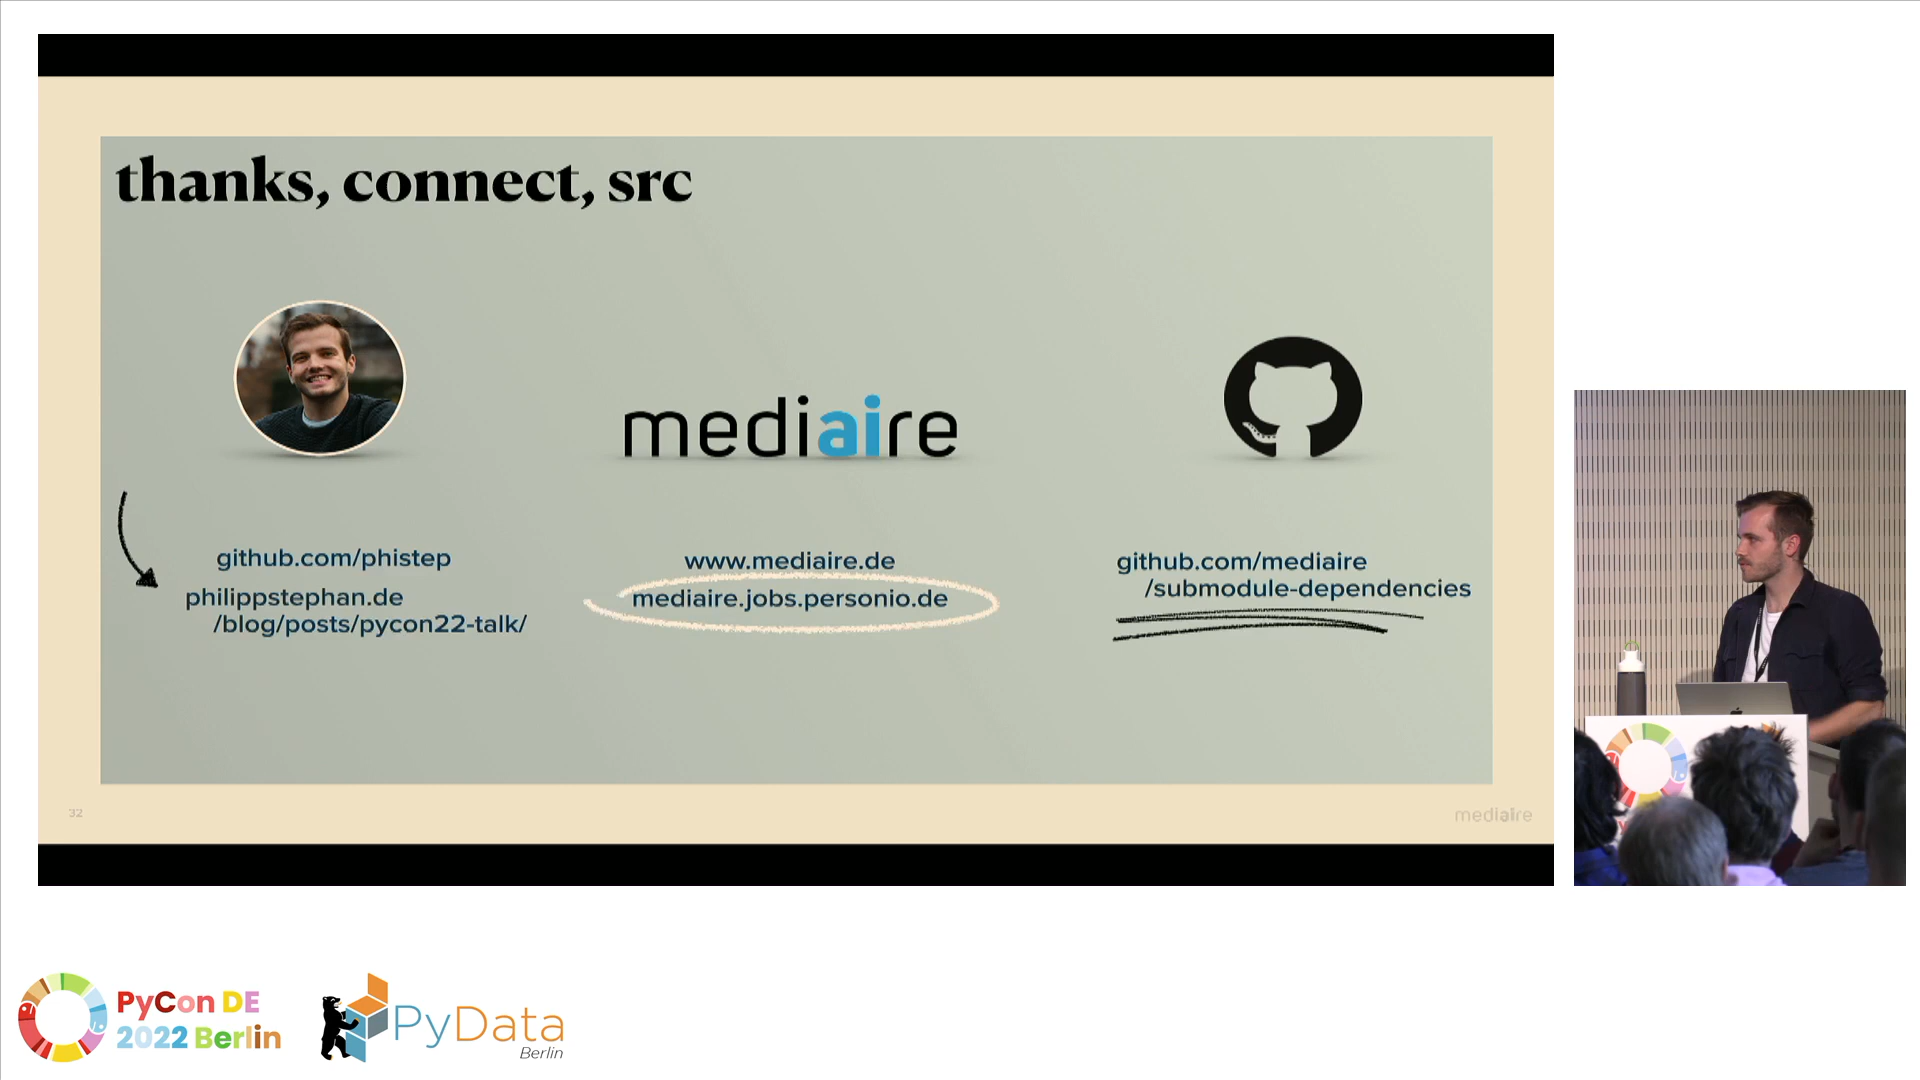 thanks, connect, src
mediaire
github.com/phistep
philippstephan.de
/blog/posts/pycon22-talk/
www.mediaire.de
mediaire.jobs.personio.de
github.com/mediaire
/submodule-dependencies
32
mediaire
PyCon DE
2022 Berlin
PyData
Berlin